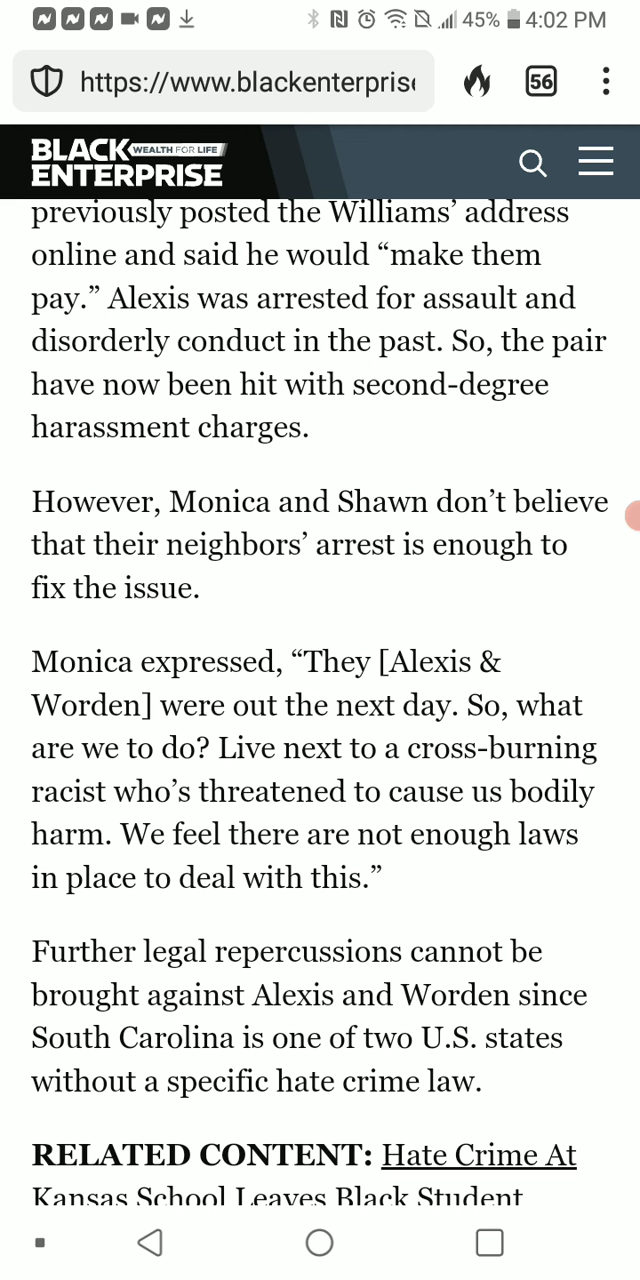 45% 4:02 PM
https://www.blackenterprise
56
BLACK WEALTH FOR LIFE
ENTERPRISE
previously posted the Williams’ address
online and said he would “make them
pay.” Alexis was arrested for assault and
disorderly conduct in the past. So, the pair
have now been hit with second-degree
harassment charges.
However, Monica and Shawn don’t believe
that their neighbors’ arrest is enough to
fix the issue.
Monica expressed, “They [Alexis &
Worden] were out the next day. So, what
are we to do? Live next to a cross-burning
racist who’s threatened to cause us bodily
harm. We feel there are not enough laws
in place to deal with this.”
Further legal repercussions cannot be
brought against Alexis and Worden since
South Carolina is one of two U.S. states
without a specific hate crime law.
RELATED CONTENT: Hate Crime At
Kansas School Leaves Black Student